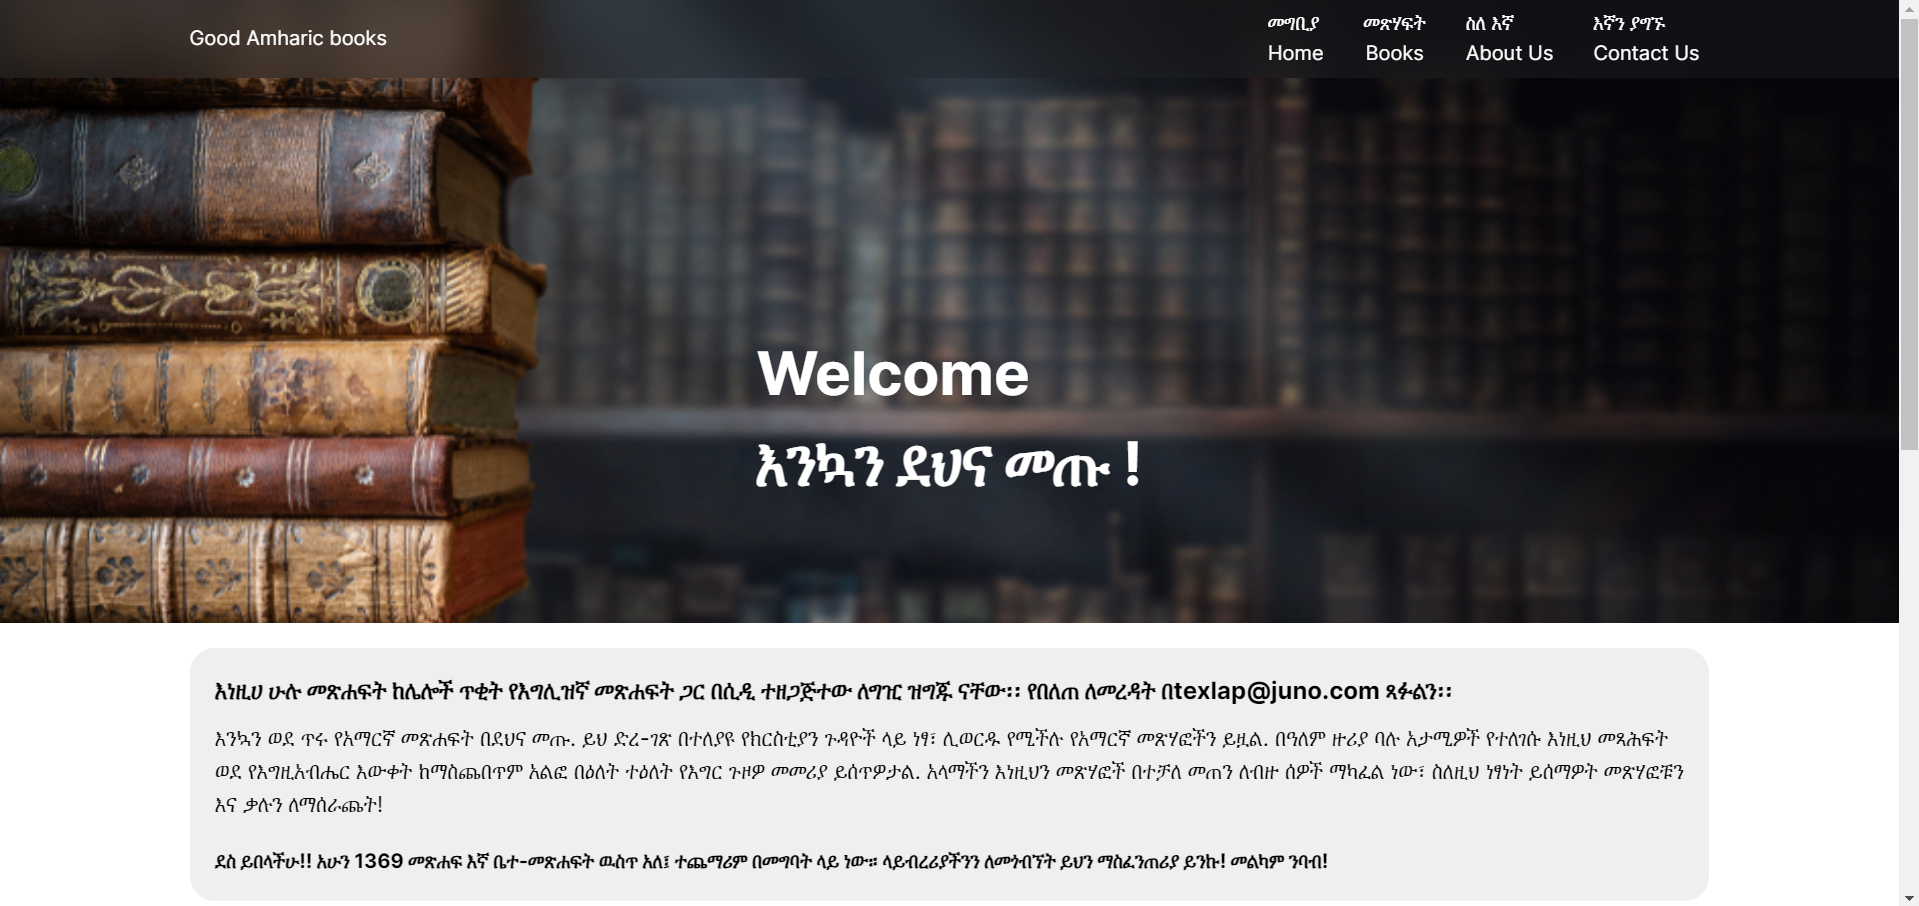 Good Amharic books
መግቢያ
Home
መጽሃፍት
Books
ስለ እኛ
About Us
እኛን ያግኙ
Contact Us
Welcome
እንኳን ደህና መጡ !
እነዚህ ሁሉ መጽሐፍት ከሌሎች ጥቂት የእግሊዝኛ መጽሐፍት ጋር በሲዲ ተዘጋጅተው ለግዢ ዝግጁ ናቸው፡፡ የበለጠ ለመረዳት በtexlap@juno.com ጻፉልን፡፡
እንኳን ወደ ጥሩ የአማርኛ መጽሐፍት በደህና መጡ. ይህ ድረ-ገጽ በተለያዩ የክርስቲያን ጉዳዮች ላይ ነፃ፣ ሊወርዱ የሚችሉ የአማርኛ መጽሃፎችን ይዟል. በዓለም ዙሪያ ባሉ አታሚዎች የተለገሱ እነዚህ መጻሕፍት
ወደ የእግዚአብሔር እውቀት ከማስጨበጥም አልፎ በዕለት ተዕለት የእግር ጉዞዎ መመሪያ ይሰጥዎታል. አላማችን እነዚህን መጽሃፎች በተቻለ መጠን ለብዙ ሰዎች ማካፈል ነው፣ ስለዚህ ነፃነት ይሰማዎት መጽሃፎቹን
እና ቃሉን ለማሰራጨት!
ደስ ይበላችሁ!! አሁን 1369 መጽሐፍ እኛ ቤተ-መጽሐፍት ዉስጥ አለ፤ ተጨማሪም በመግባት ላይ ነው። ላይብረሪያችንን ለመጎብኘት ይህን ማስፈንጠሪያ ይንኩ! መልካም ንባብ!